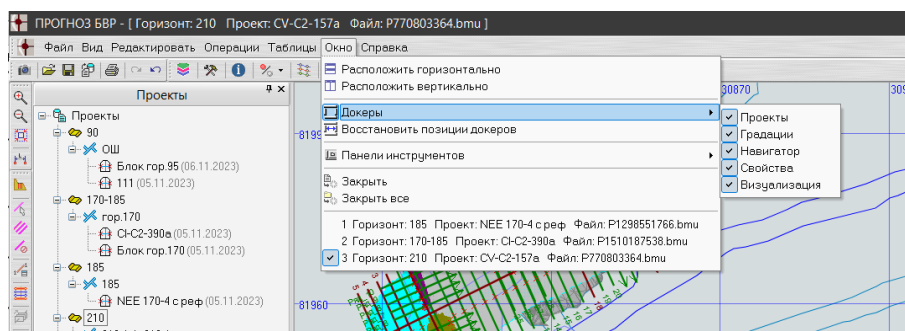 ПРОГНОЗ БВР - [ Горизонт: 210 Проект: CV-C2-157a Файл: P770803364.bmu ]
Файл Вид Редактировать Операции Таблицы Окно Справка
Проекты
Проекты
90
ОШ
Блок гор.95 (06.11.2023)
111 (05.11.2023)
170-185
гор.170
CI-C2-390a (05.11.2023)
Блок гор.170 (05.11.2023)
185
185
NEE 170-4 с реф (05.11.2023)
210
Расположить горизонтально
Расположить вертикально
Докеры
Восстановить позиции докеров
Панели инструментов
Закрыть
Закрыть все
1 Горизонт: 185 Проект: NEE 170-4 с реф Файл: P1298551766.bmu
2 Горизонт: 170-185 Проект: CI-C2-390a Файл: P1510187538.bmu
3 Горизонт: 210 Проект: CV-C2-157a Файл: P770803364.bmu
Проекты
Градации
Навигатор
Свойства
Визуализация
30870
309
-8199
-81960